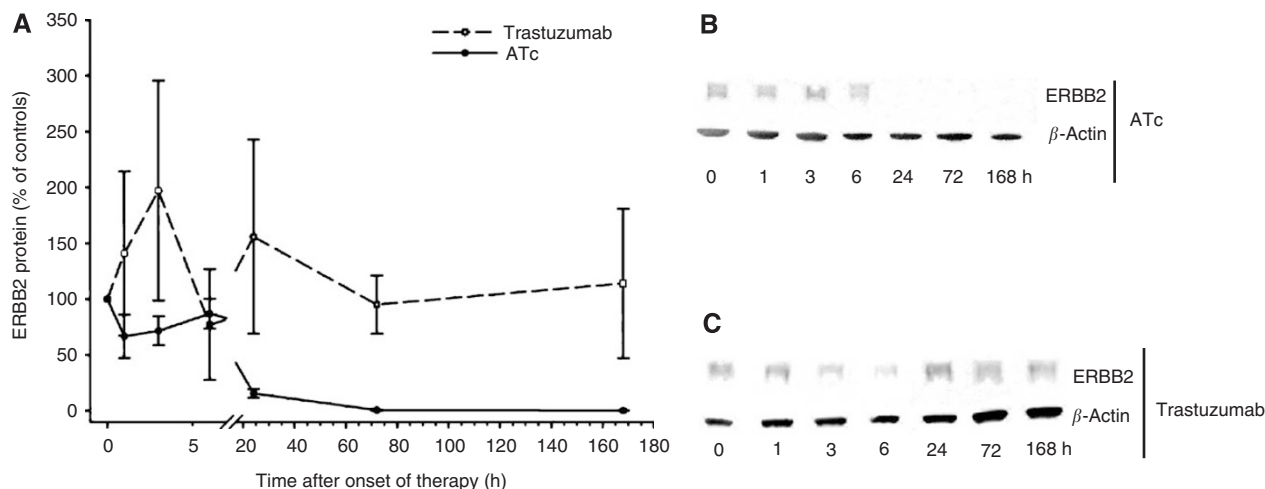 A
350
300
250
200
150
100
50
0
ERBB2 protein (% of controls)
Trastuzumab
ATc
0 5 20 40 60 80 100 120 140 160 180
Time after onset of therapy (h)
B
ERBB2
β-Actin
ATc
0 1 3 6 24 72 168 h
C
ERBB2
β-Actin
Trastuzumab
0 1 3 6 24 72 168 h